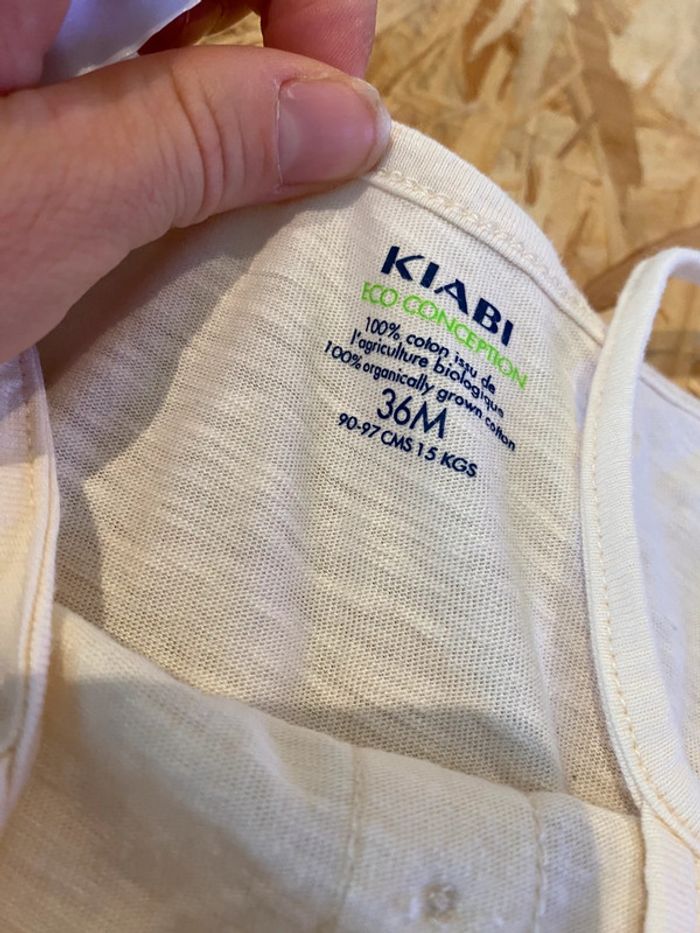 KIABI
ECO CONCEPTION
100% coton issu de
l'agriculture biologique
100% organically grown cotton
36M
90-97 CMS 15 KGS